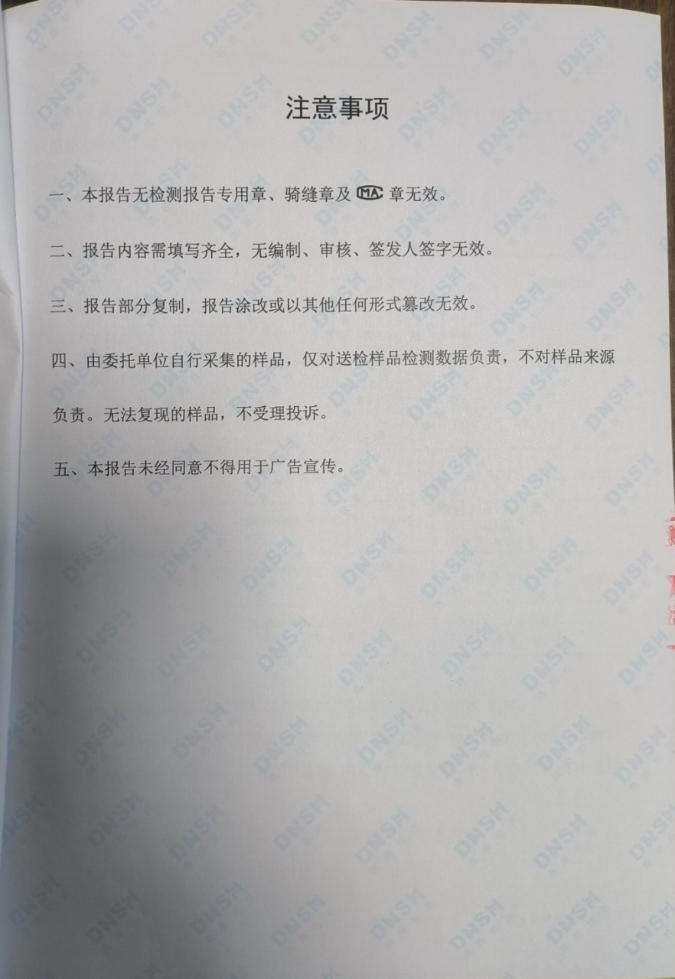 注意事项
一、本报告无检测报告专用章、骑缝章及 MA 章无效。
二、报告内容需填写齐全，无编制、审核、签发人签字无效。
三、报告部分复制，报告涂改或以其他任何形式篡改无效。
四、由委托单位自行采集的样品，仅对送检样品检测数据负责，不对样品来源
负责。无法复现的样品，不受理投诉。
五、本报告未经同意不得用于广告宣传。
DNSH